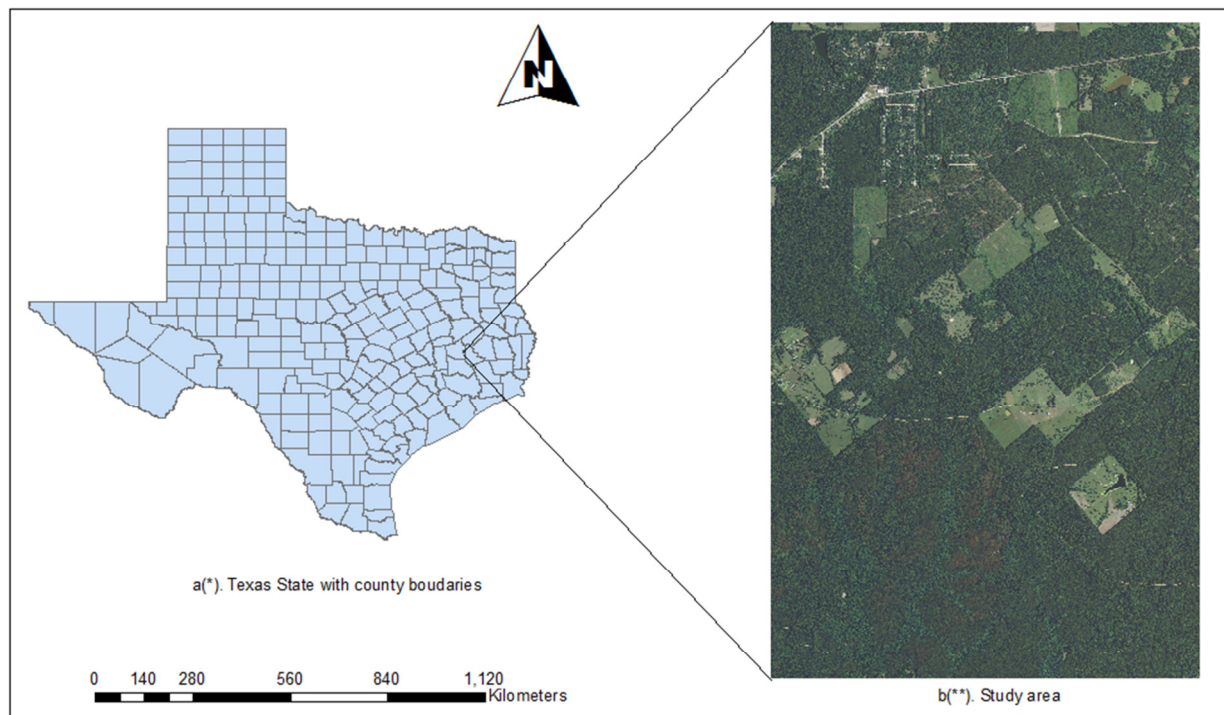 N
a(*). Texas State with county boudaries
0 140 280 560 840 1,120
Kilometers
b(**). Study area